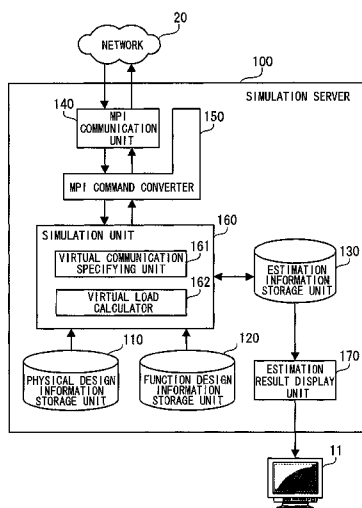 20
NETWORK
100
SIMULATION SERVER
140
150
MPI
COMMUNICATION
UNIT
MPI COMMAND CONVERTER
160
SIMULATION UNIT
161
VIRTUAL COMMUNICATION
SPECIFYING UNIT
162
VIRTUAL LOAD
CALCULATOR
130
ESTIMATION
INFORMATION
STORAGE UNIT
110
PHYSICAL DESIGN
INFORMATION
STORAGE UNIT
120
FUNCTION DESIGN
INFORMATION
STORAGE UNIT
ESTIMATION
RESULT DISPLAY
UNIT
170
11